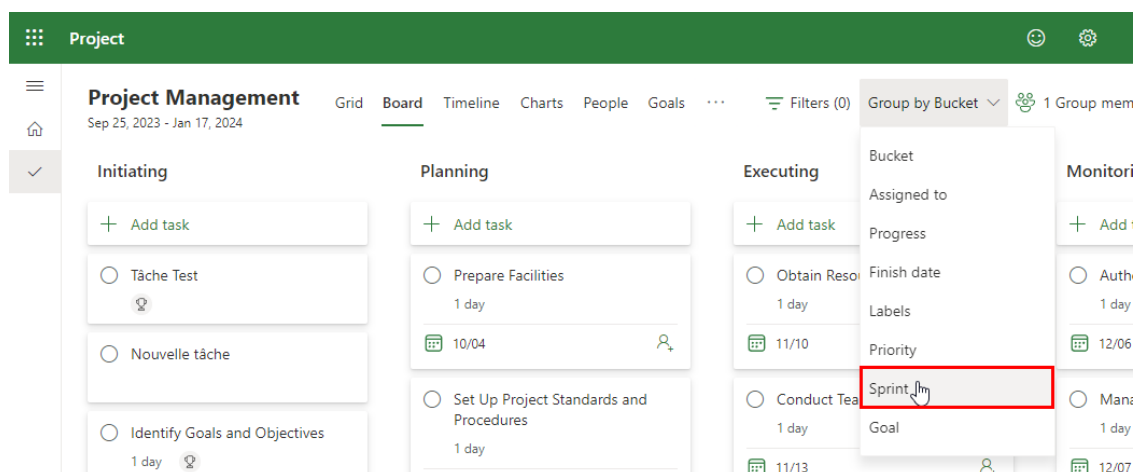 Project
Project Management
Sep 25, 2023 - Jan 17, 2024
Grid Board Timeline Charts People Goals ···
Filters (0) Group by Bucket 1 Group mem
Bucket
Assigned to
Progress
Finish date
Labels
Priority
Sprint
Goal
Initiating
Add task
Tâche Test
Nouvelle tâche
Identify Goals and Objectives
1 day
Planning
Add task
Prepare Facilities
1 day
10/04
Set Up Project Standards and
Procedures
1 day
Executing
Add task
Obtain Reso
1 day
11/10
Conduct Tea
1 day
11/13
Monitori
Add
Auth
1 day
12/06
Mana
1 day
12/07